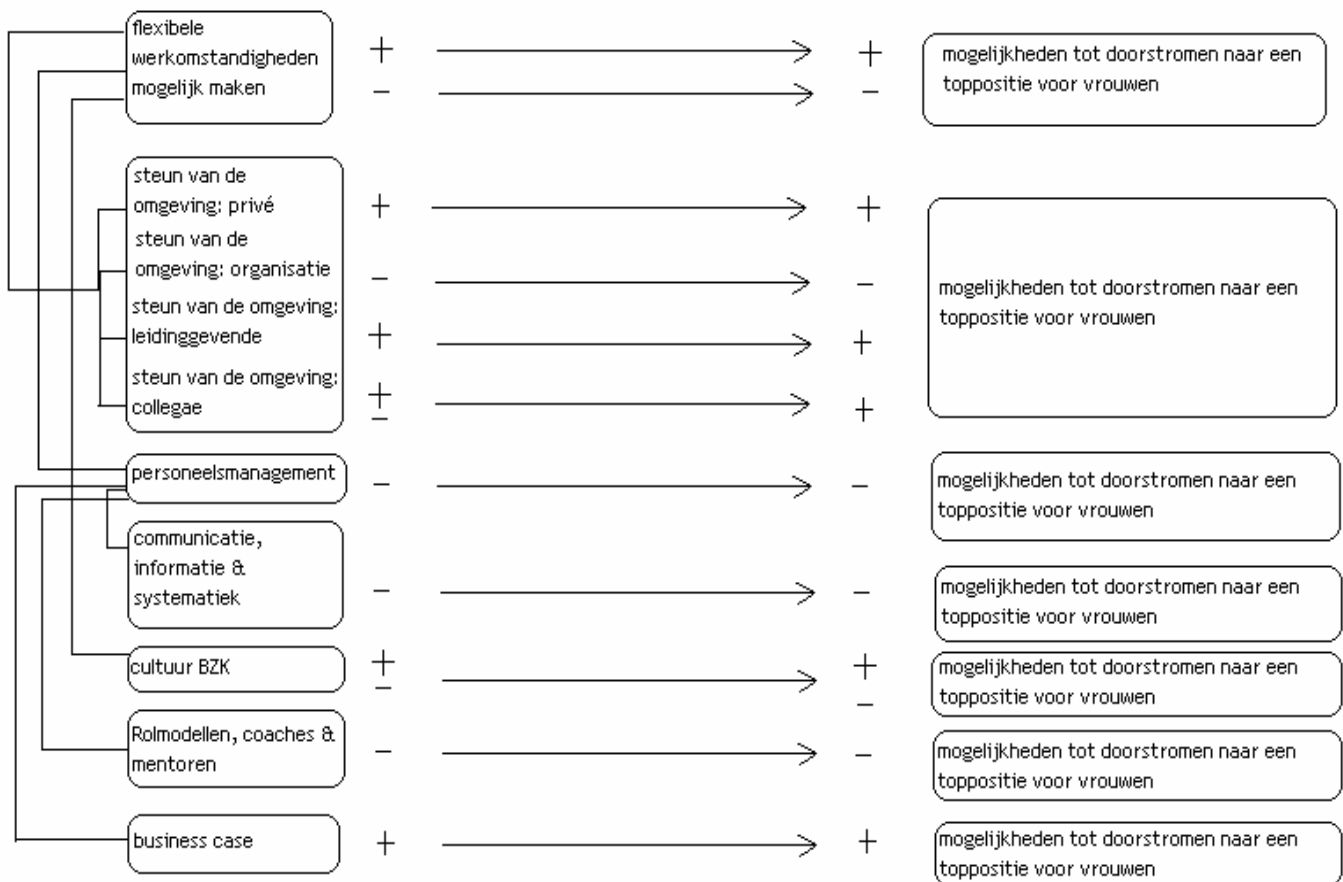 flexibele
werkomstandigheden
mogelijk maken
+
+
-
-
mogelijkheden tot doorstromen naar een
toppositie voor vrouwen
steun van de
omgeving: privé
+
+
steun van de
omgeving: organisatie
-
-
steun van de omgeving:
leidinggevende
+
+
steun van de omgeving:
collegae
+
-
+
mogelijkheden tot doorstromen naar een
toppositie voor vrouwen
personeelsmanagement
-
-
mogelijkheden tot doorstromen naar een
toppositie voor vrouwen
communicatie,
informatie &
systematiek
-
-
mogelijkheden tot doorstromen naar een
toppositie voor vrouwen
cultuur BZK
+
-
+
-
mogelijkheden tot doorstromen naar een
toppositie voor vrouwen
Rolmodellen, coaches &
mentoren
-
-
mogelijkheden tot doorstromen naar een
toppositie voor vrouwen
business case
+
+
mogelijkheden tot doorstromen naar een
toppositie voor vrouwen